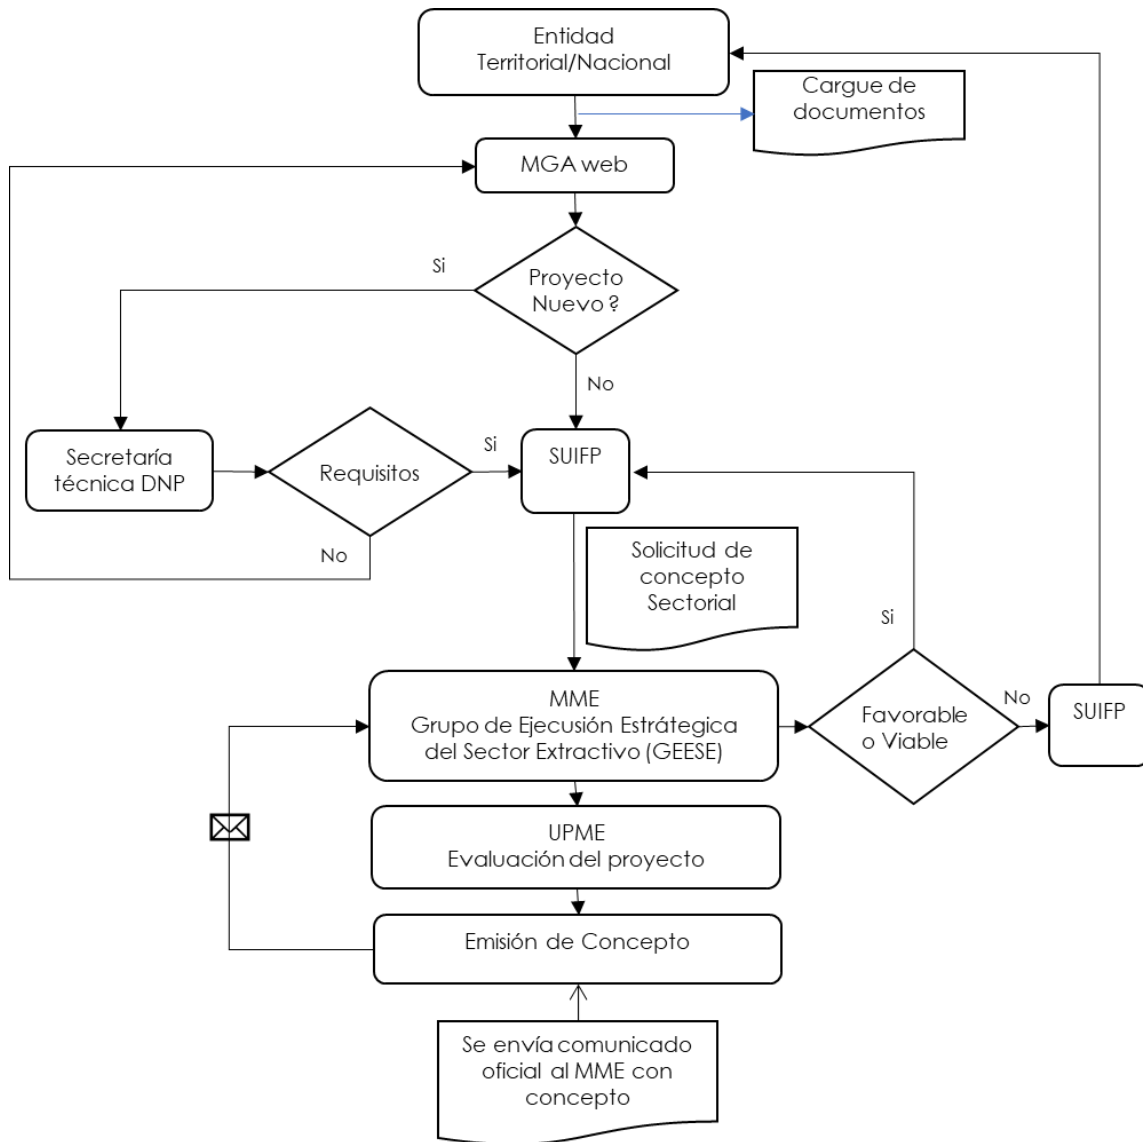 Entidad
Territorial/Nacional
Cargue de
documentos
MGA web
Si
Proyecto
Nuevo ?
No
Secretaría
técnica DNP
Requisitos
Si
SUIFP
No
Solicitud de
concepto
Sectorial
Si
MME
Grupo de Ejecusión Estrátegica
del Sector Extractivo (GEESE)
Favorable
o Viable
No
SUIFP
UPME
Evaluación del proyecto
Emisión de Concepto
Se envía comunicado
oficial al MME con
concepto